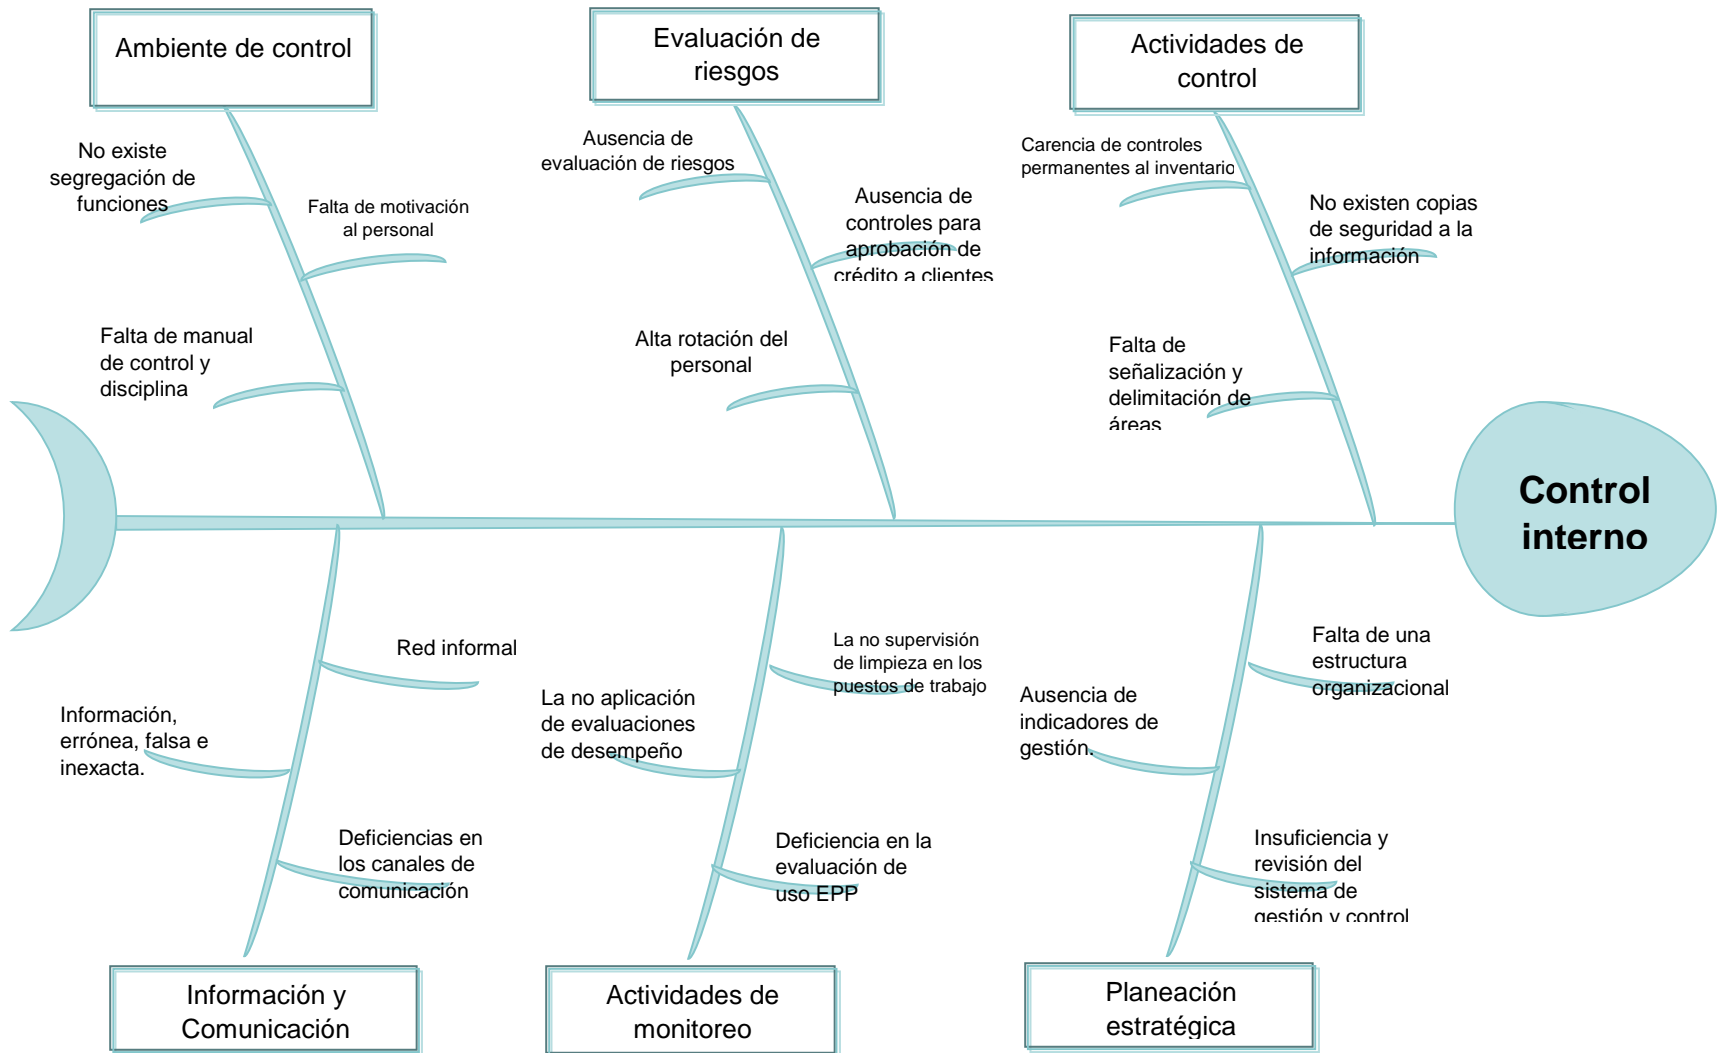 Ambiente de control
Evaluación de
riesgos
Actividades de
control
No existe
segregación de
funciones
Falta de motivación
al personal
Falta de manual
de control y
disciplina
Ausencia de
evaluación de riesgos
Ausencia de
controles para
aprobación de
crédito a clientes
Alta rotación del
personal
Carencia de controles
permanentes al inventario
No existen copias
de seguridad a la
información
Falta de
señalización y
delimitación de
áreas
Control
interno
Red informal
Información,
errónea, falsa e
inexacta.
Deficiencias en
los canales de
comunicación
La no supervisión
de limpieza en los
puestos de trabajo
La no aplicación
de evaluaciones
de desempeño
Deficiencia en la
evaluación de
uso EPP
Falta de una
estructura
organizacional
Ausencia de
indicadores de
gestión.
Insuficiencia y
revisión del
sistema de
gestión y control
Información y
Comunicación
Actividades de
monitoreo
Planeación
estratégica